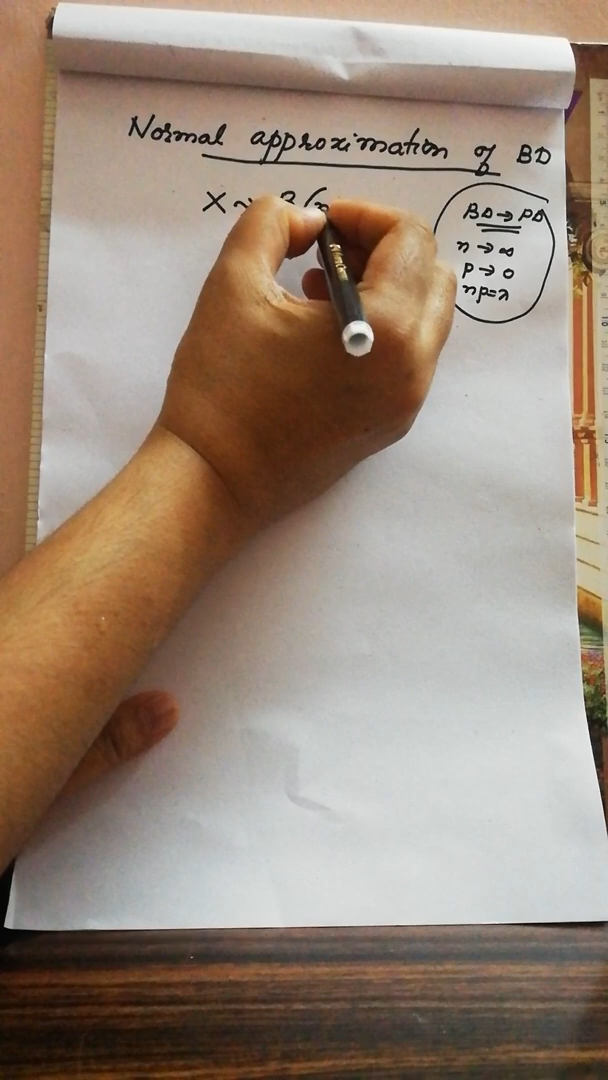 Normal approximation of BD
X ~ B(n
BD → PD
n → ∞
p → 0
np=λ